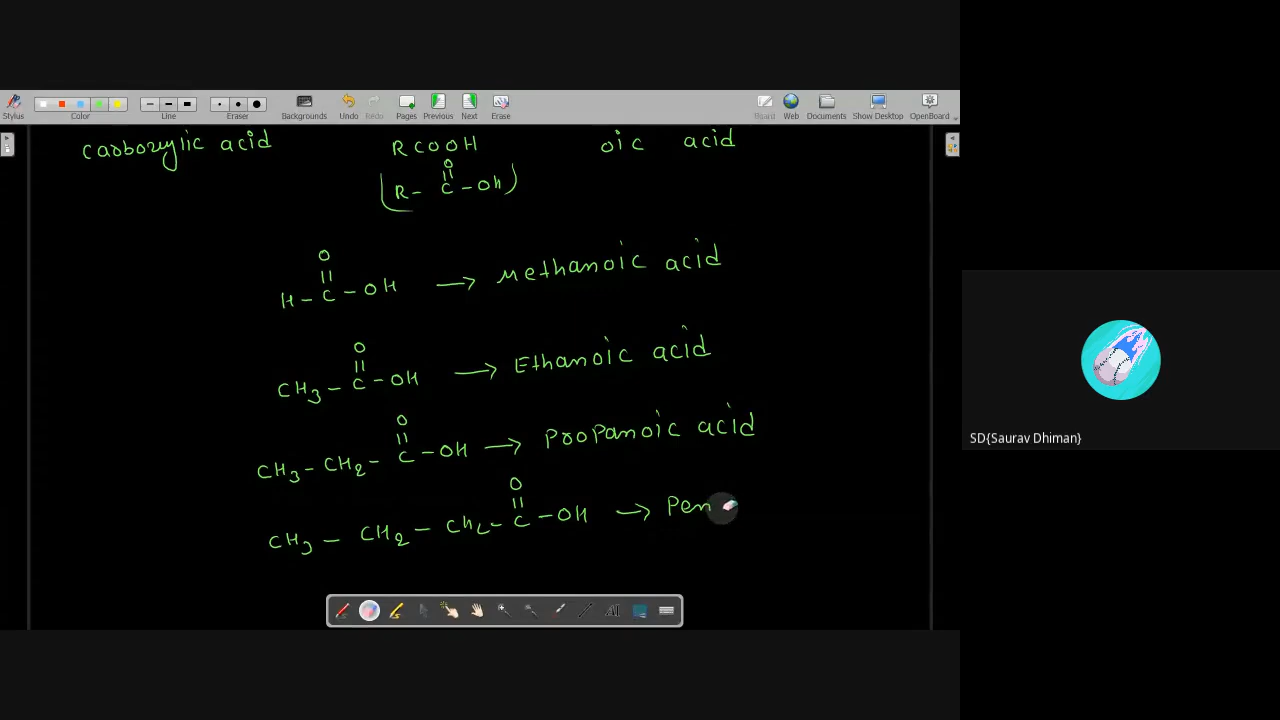 Stylus Color Line Eraser Backgrounds Undo Redo Pages Previous Next Erase Board Web Documents Show Desktop OpenBoard
carboxylic acid RCOOH oic acid
(R - C - OH)
O
O
H - C - OH → Methanoic acid
O
CH3 - C - OH → Ethanoic acid
O
CH3 - CH2 - C - OH → Propanoic acid
O
CH3 - CH2 - CH2 - C - OH → Pen
SD{Saurav Dhiman}